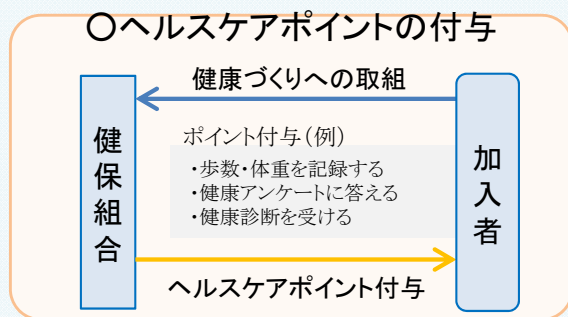 〇ヘルスケアポイントの付与
健康づくりへの取組
健保組合
ポイント付与（例）
・歩数・体重を記録する
・健康アンケートに答える
・健康診断を受ける
加入者
ヘルスケアポイント付与